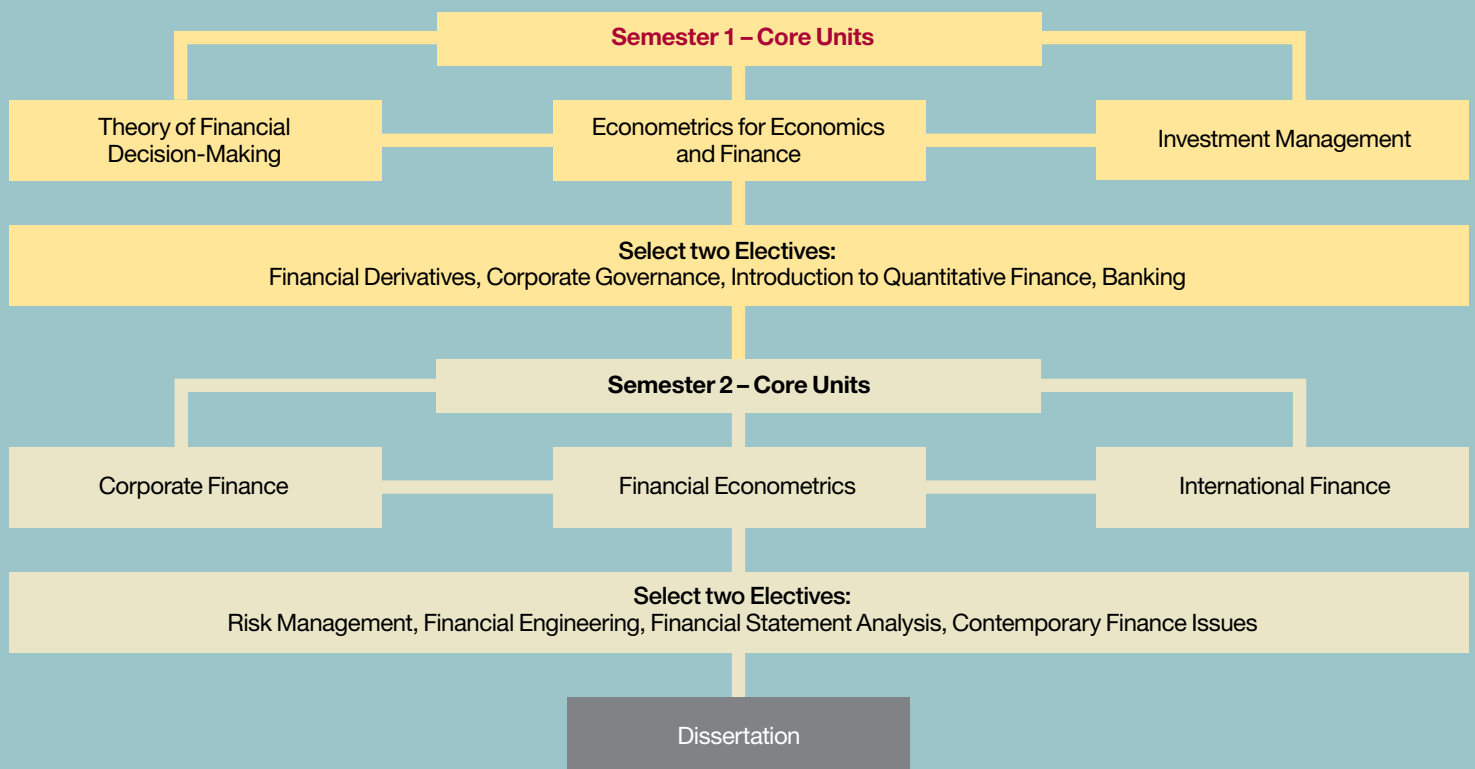 Semester 1 – Core Units
Theory of Financial
Decision-Making
Econometrics for Economics
and Finance
Investment Management
Select two Electives:
Financial Derivatives, Corporate Governance, Introduction to Quantitative Finance, Banking
Semester 2 – Core Units
Corporate Finance
Financial Econometrics
International Finance
Select two Electives:
Risk Management, Financial Engineering, Financial Statement Analysis, Contemporary Finance Issues
Dissertation